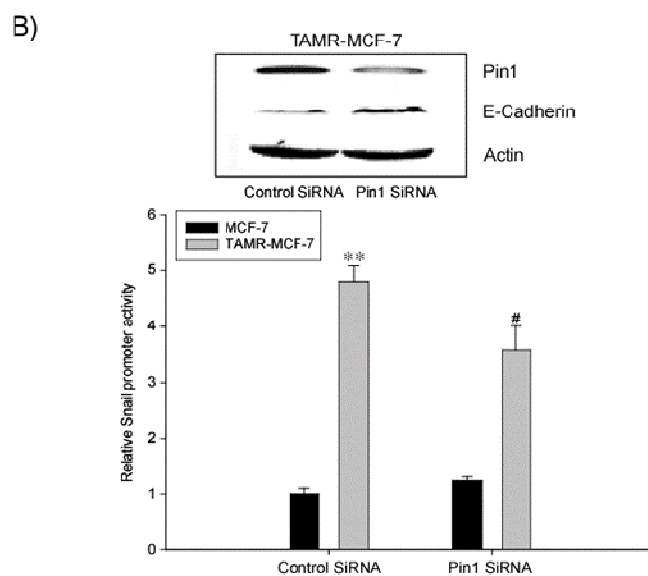 B)
TAMR-MCF-7
Pin1
E-Cadherin
Actin
Control SiRNA Pin1 SiRNA
6
5
4
3
2
1
0
Relative Snail promoter activity
MCF-7
TAMR-MCF-7
**
#
Control SiRNA Pin1 SiRNA